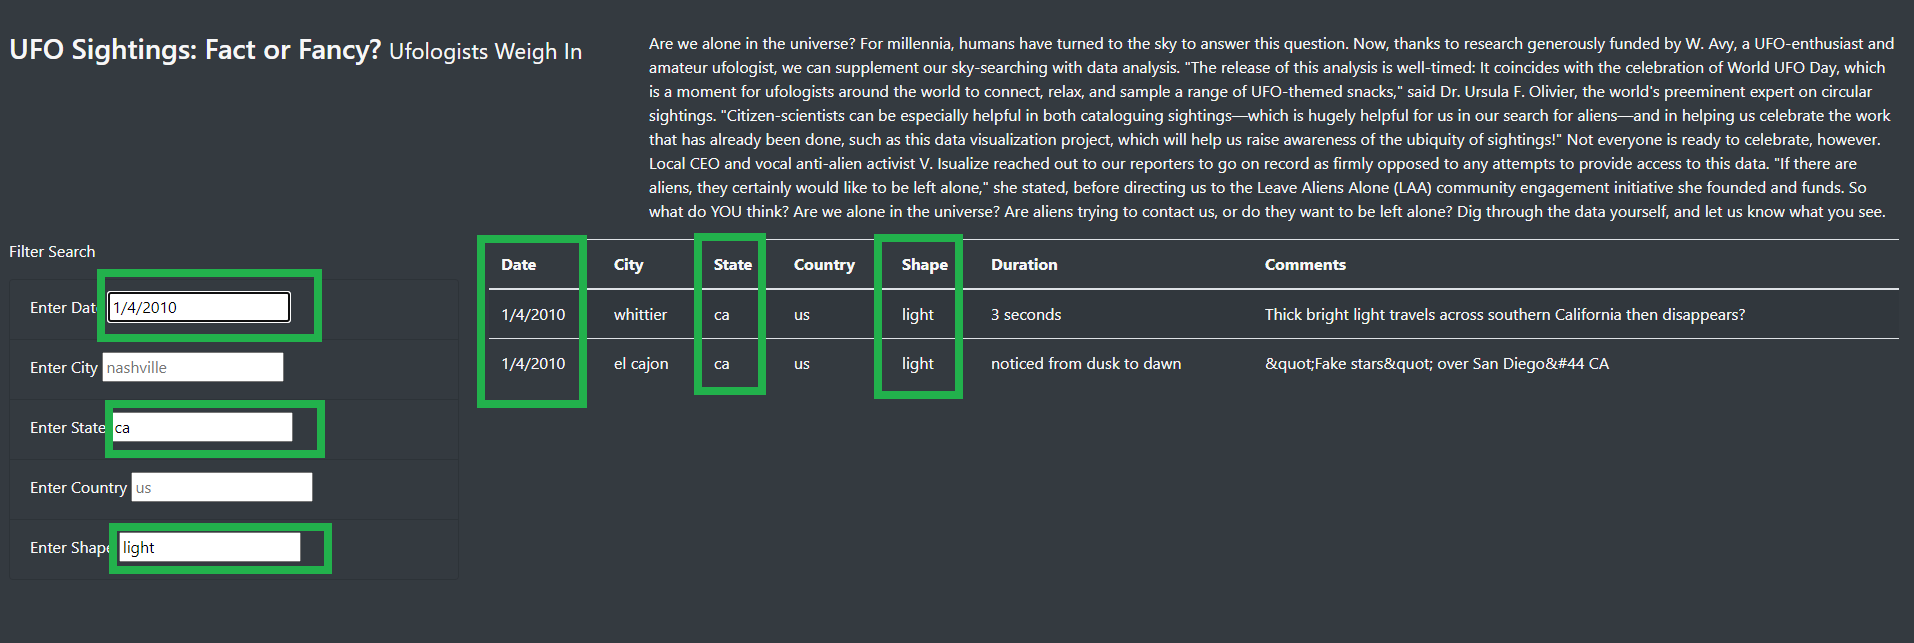 UFO Sightings: Fact or Fancy? Ufologists Weigh In
Are we alone in the universe? For millennia, humans have turned to the sky to answer this question. Now, thanks to research generously funded by W. Avy, a UFO-enthusiast and
amateur ufologist, we can supplement our sky-searching with data analysis. "The release of this analysis is well-timed: It coincides with the celebration of World UFO Day, which
is a moment for ufologists around the world to connect, relax, and sample a range of UFO-themed snacks," said Dr. Ursula F. Olivier, the world's preeminent expert on circular
sightings. "Citizen-scientists can be especially helpful in both cataloguing sightings—which is hugely helpful for us in our search for aliens—and in helping us celebrate the work
that has already been done, such as this data visualization project, which will help us raise awareness of the ubiquity of sightings!" Not everyone is ready to celebrate, however.
Local CEO and vocal anti-alien activist V. Isualize reached out to our reporters to go on record as firmly opposed to any attempts to provide access to this data. "If there are
aliens, they certainly would like to be left alone," she stated, before directing us to the Leave Aliens Alone (LAA) community engagement initiative she founded and funds. So
what do YOU think? Are we alone in the universe? Are aliens trying to contact us, or do they want to be left alone? Dig through the data yourself, and let us know what you see.
Filter Search
Enter Date 1/4/2010
Enter City nashville
Enter State ca
Enter Country us
Enter Shape light
Date City State Country Shape Duration Comments
1/4/2010 whittier ca us light 3 seconds Thick bright light travels across southern California then disappears?
1/4/2010 el cajon ca us light noticed from dusk to dawn &quot;Fake stars&quot; over San Diego&#44 CA